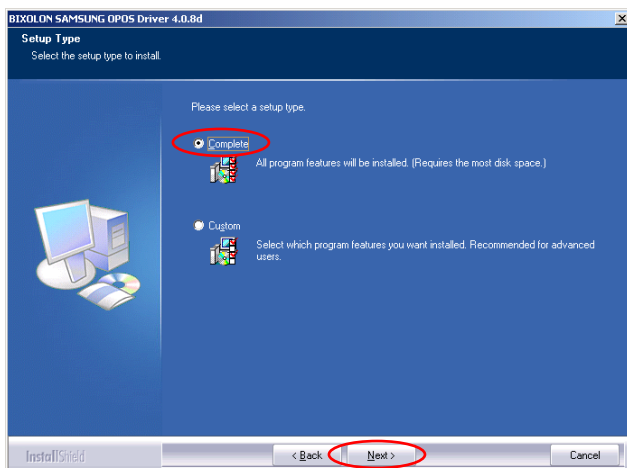 BIXOLON SAMSUNG OPOS Driver 4.0.8d
Setup Type
Select the setup type to install.
Please select a setup type.
Complete
All program features will be installed. (Requires the most disk space.)
Custom
Select which program features you want installed. Recommended for advanced
users.
InstallShield
< Back
Next >
Cancel